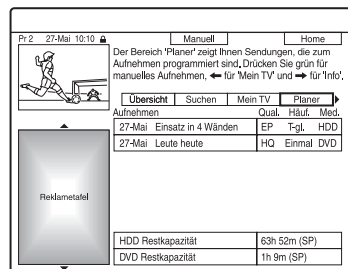 Pr 2 27-Mai 10:10 Manuell Home
Der Bereich 'Planer' zeigt Ihnen Sendungen, die zum
Aufnehmen programmiert sind. Drücken Sie grün für
manuelles Aufnehmen, ← für 'Mein TV' und → für 'Info'.
Übersicht Suchen Mein TV Planer
Aufnehmen Qual. Häuf. Med.
27-Mai Einsatz in 4 Wänden EP T-gl. HDD
27-Mai Leute heute HQ Einmal DVD
Reklametafel
HDD Restkapazität 63h 52m (SP)
DVD Restkapazität 1h 9m (SP)